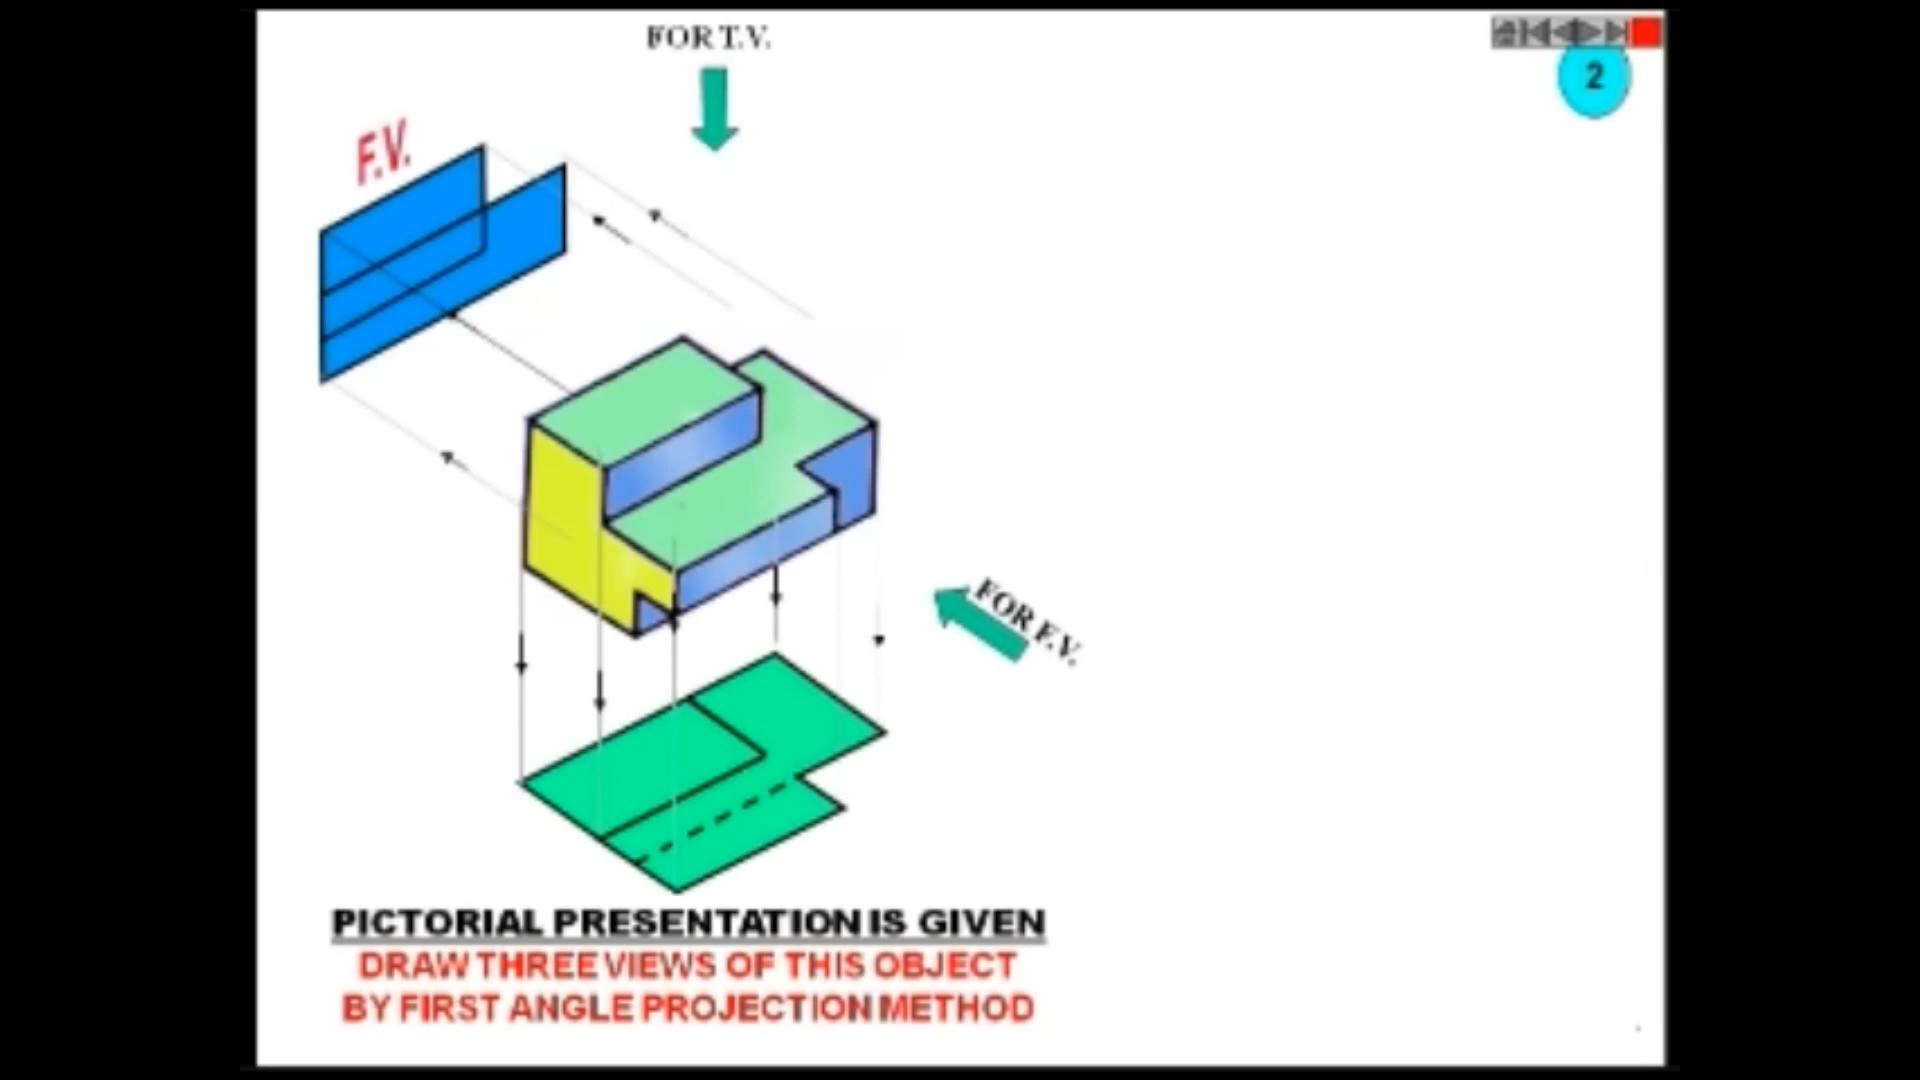 FOR T.V.
2
F.V.
FOR F.V.
PICTORIAL PRESENTATION IS GIVEN
DRAW THREE VIEWS OF THIS OBJECT
BY FIRST ANGLE PROJECTION METHOD